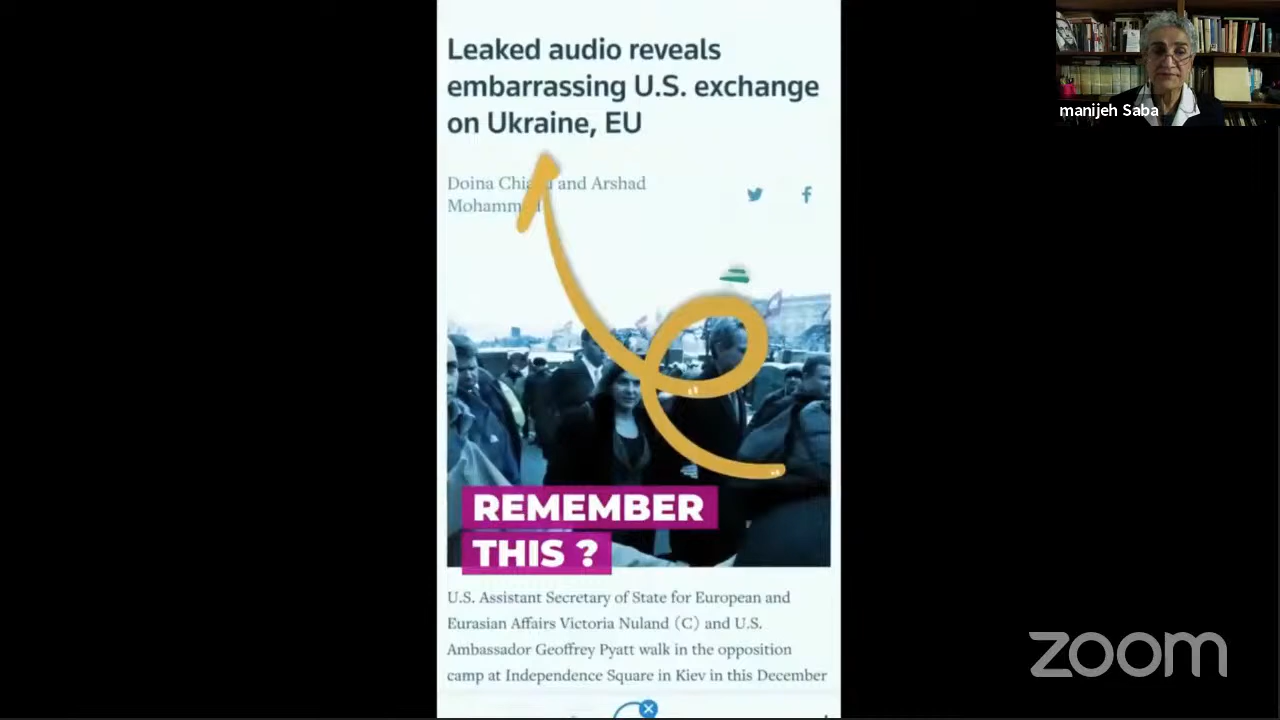 Leaked audio reveals
embarrassing U.S. exchange
on Ukraine, EU
Doina and Arshad
REMEMBER
THIS ?
U.S. Assistant Secretary of State for European and
Eurasian Affairs Victoria Nuland (C) and U.S.
Ambassador Geoffrey Pyatt walk in the opposition
camp at Independence Square in Kiev in this December
manijeh Saba
zoom